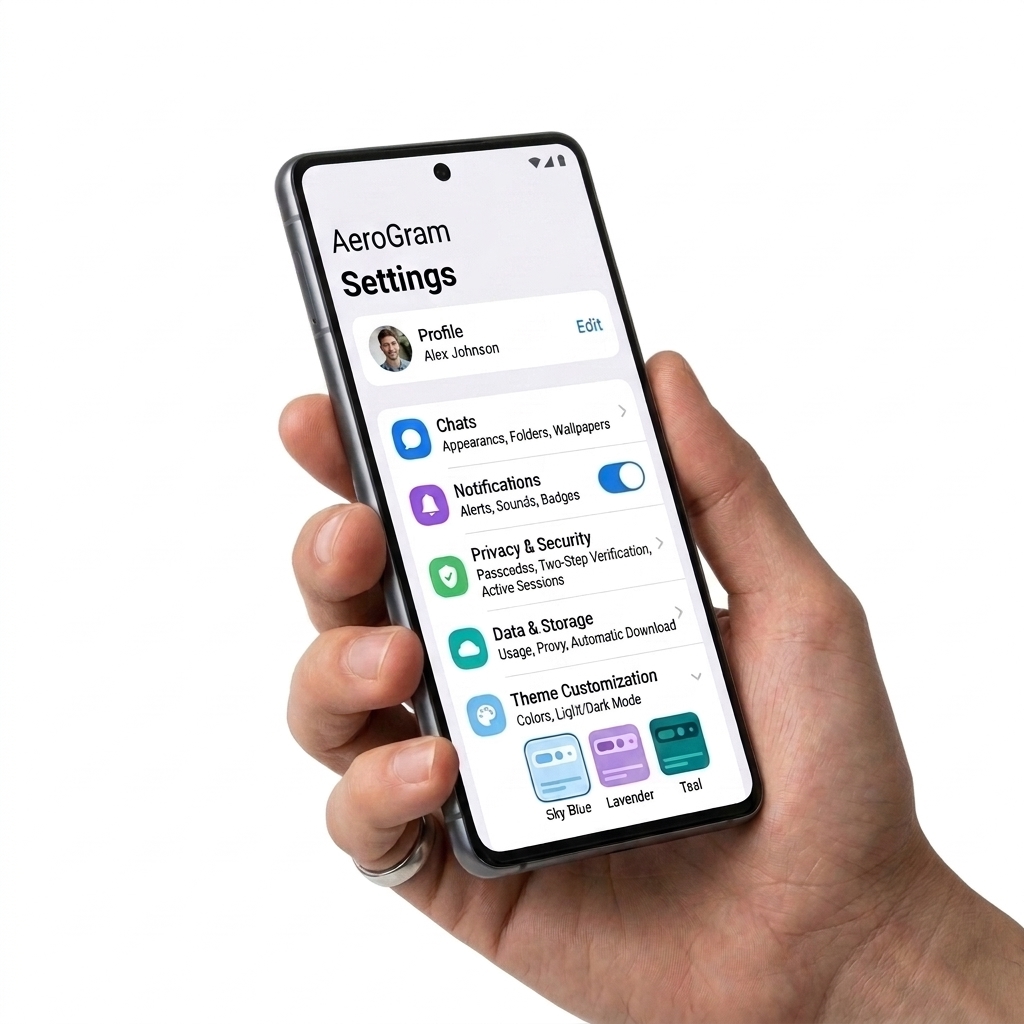 AeroGram
Settings
Profile
Edit
Alex Johnson
Chats
Appearancs, Folders, Wallpapers
Notifications
Alerts, Sounds, Badges
Privacy & Security
Passcodss, Two-Step Verification,
Active Sessions
Data & Storage
Usage, Provy, Automatic Download
Theme Customization
Colors, Light/Dark Mode
Sky Blue
Lavender
Teal